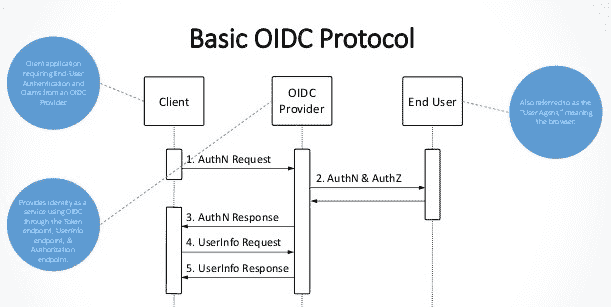 Basic OIDC Protocol
Client application
requiring End-User
Authentication and
Claims from an OIDC
Provider
Client
OIDC
Provider
End User
Also referred to as the
"User Agent," meaning
the browser.
1. AuthN Request
2. AuthN & AuthZ
Provides identity as a
service using OIDC
through the Token
endpoint, UserInfo
endpoint, &
Authorization
endpoint.
3. AuthN Response
4. UserInfo Request
5. UserInfo Response